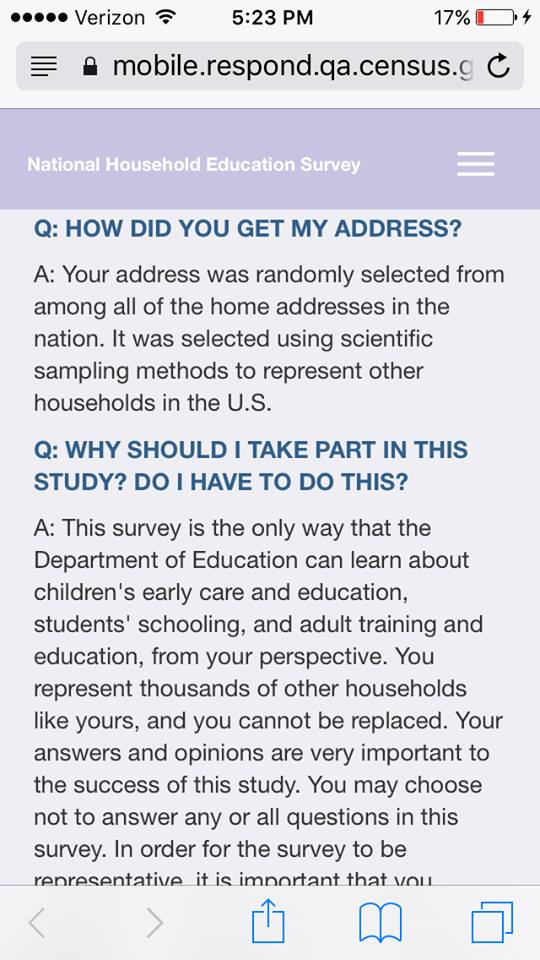 Verizon 5:23 PM 17%
mobile.respond.qa.census.g
National Household Education Survey
Q: HOW DID YOU GET MY ADDRESS?
A: Your address was randomly selected from
among all of the home addresses in the
nation. It was selected using scientific
sampling methods to represent other
households in the U.S.
Q: WHY SHOULD I TAKE PART IN THIS
STUDY? DO I HAVE TO DO THIS?
A: This survey is the only way that the
Department of Education can learn about
children's early care and education,
students' schooling, and adult training and
education, from your perspective. You
represent thousands of other households
like yours, and you cannot be replaced. Your
answers and opinions are very important to
the success of this study. You may choose
not to answer any or all questions in this
survey. In order for the survey to be
representative, it is important that you